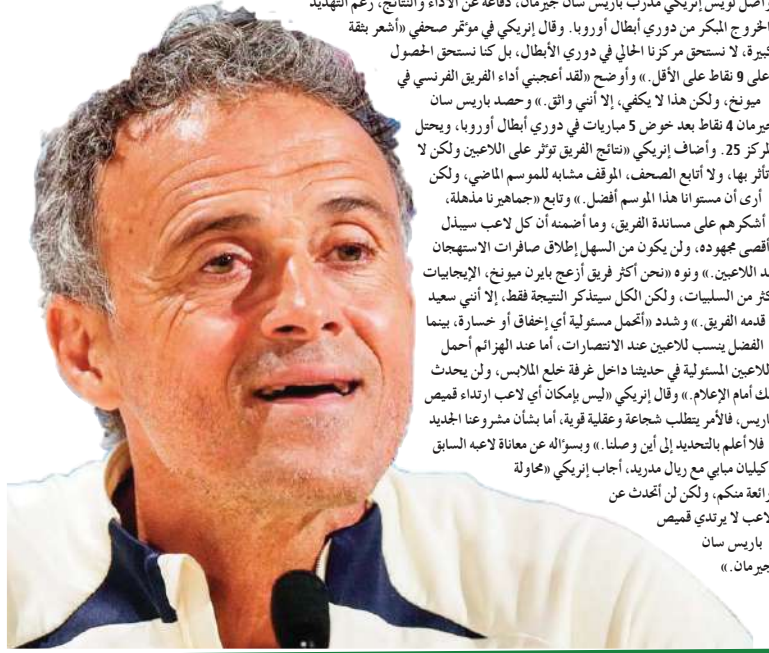 واصل لويس إنريكي مدرب باريس سان جيرمان، دفاعه عن الأداء والنتائج، رغم التهديد
الخروج المبكر من دوري أبطال أوروبا. وقال إنريكي في مؤتمر صحفي «أشعر بثقة
كبيرة، لا نستحق مركزنا الحالي في دوري الأبطال، بل كنا نستحق الحصول
على 9 نقاط على الأقل.» وأوضح «لقد أعجبني أداء الفريق الفرنسي في
ميونخ، ولكن هذا لا يكفي، إلا أنني واثق.» وحصد باريس سان
جيرمان 4 نقاط بعد خوض 5 مباريات في دوري أبطال أوروبا، ويحتل
لمركز 25. وأضاف إنريكي «نتائج الفريق تؤثر على اللاعبين ولكن لا
تأثر بها، ولا أتابع الصحف، الموقف مشابه للموسم الماضي، ولكن
أرى أن مستوانا هذا الموسم أفضل.» وتابع «جماهيرنا مذهلة،
أشكرهم على مساندة الفريق، وما أضمنه أن كل لاعب سيبذل
أقصى مجهوده، ولن يكون من السهل إطلاق صافرات الاستهجان
ضد اللاعبين.» ونوه «نحن أكثر فريق أزعج بايرن ميونخ، الإيجابيات
كثر من السلبيات، ولكن الكل سيتذكر النتيجة فقط، إلا أنني سعيد
قدمه الفريق.» وشدد «أتحمل مسئولية أي إخفاق أو خسارة، بينما
الفضل ينسب للاعبين عند الانتصارات، أما عند الهزائم أحمل
للاعبين المسئولية في حديثنا داخل غرفة خلع الملابس، ولن يحدث
لك أمام الإعلام.» وقال إنريكي «ليس بإمكان أي لاعب ارتداء قميص
باريس، فالأمر يتطلب شجاعة وعقلية قوية، أما بشأن مشروعنا الجديد
فلا أعلم بالتحديد إلى أين وصلنا.» وبسؤاله عن معاناة لاعبه السابق
كيليان مبابي مع ريال مدريد، أجاب إنريكي «محاولة
رائعة منكم، ولكن لن أتحدث عن
لاعب لا يرتدي قميص
باريس سان
جيرمان.»